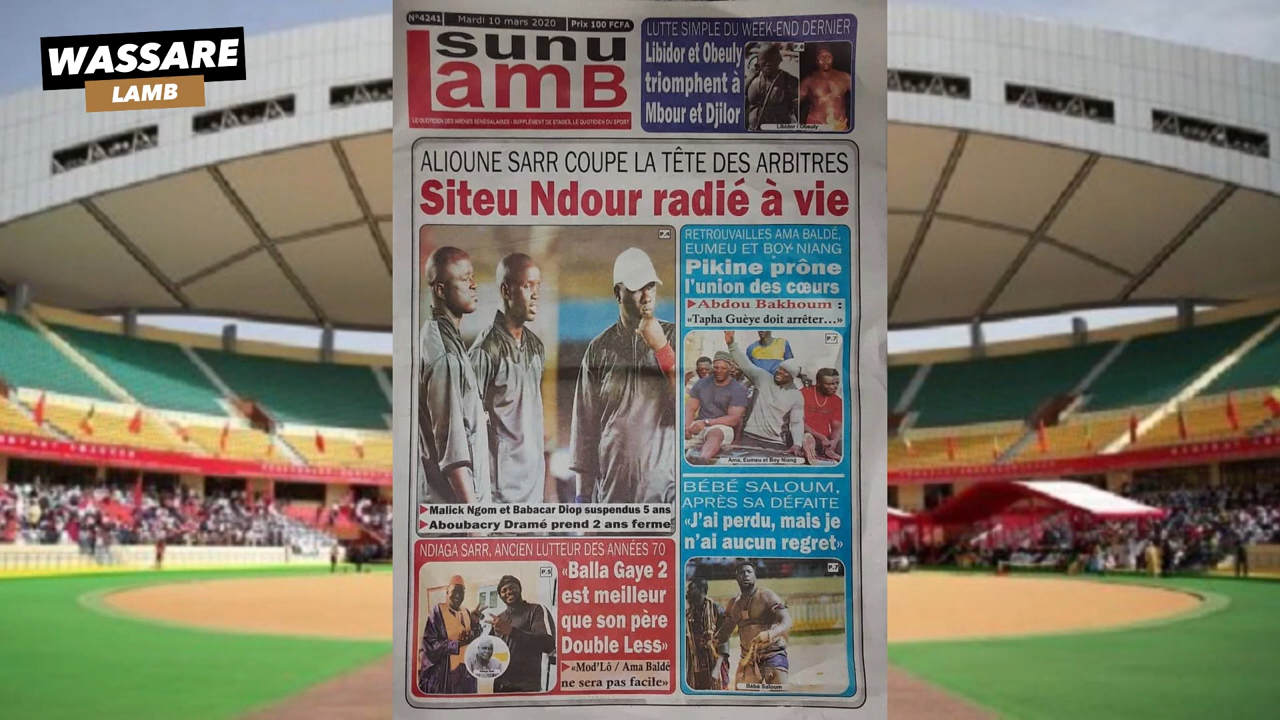 WASSARE
LAMB
N°4241
Mardi 10 mars 2020
Prix 100 FCFA
sunu
Lamb
LE QUOTIDIEN DES ARÈNES SÉNÉGALAISES - SUPPLÉMENT DE STADES, LE QUOTIDIEN DU SPORT
LUTTE SIMPLE DU WEEK-END DERNIER
Libidor et Obeuly
triomphent à
Mbour et Djilor
Libidor / Obeuly
ALIOUNE SARR COUPE LA TÊTE DES ARBITRES
Siteu Ndour radié à vie
P.4
▶Malick Ngom et Babacar Diop suspendus 5 ans
▶Aboubacry Dramé prend 2 ans ferme
RETROUVAILLES AMA BALDÉ,
EUMEU ET BOY NIANG
Pikine prône
l'union des cœurs
▶Abdou Bakhoum :
«Tapha Guèye doit arrêter...»
P.7
Ama, Eumeu et Boy Niang
BÉBÉ SALOUM,
APRÈS SA DÉFAITE
«J'ai perdu, mais je
n'ai aucun regret»
P.7
Bébé Saloum
NDIAGA SARR, ANCIEN LUTTEUR DES ANNÉES 70
P.5
«Balla Gaye 2
est meilleur
que son père
Double Less»
▶«Mod'Lô / Ama Baldé
ne sera pas facile»